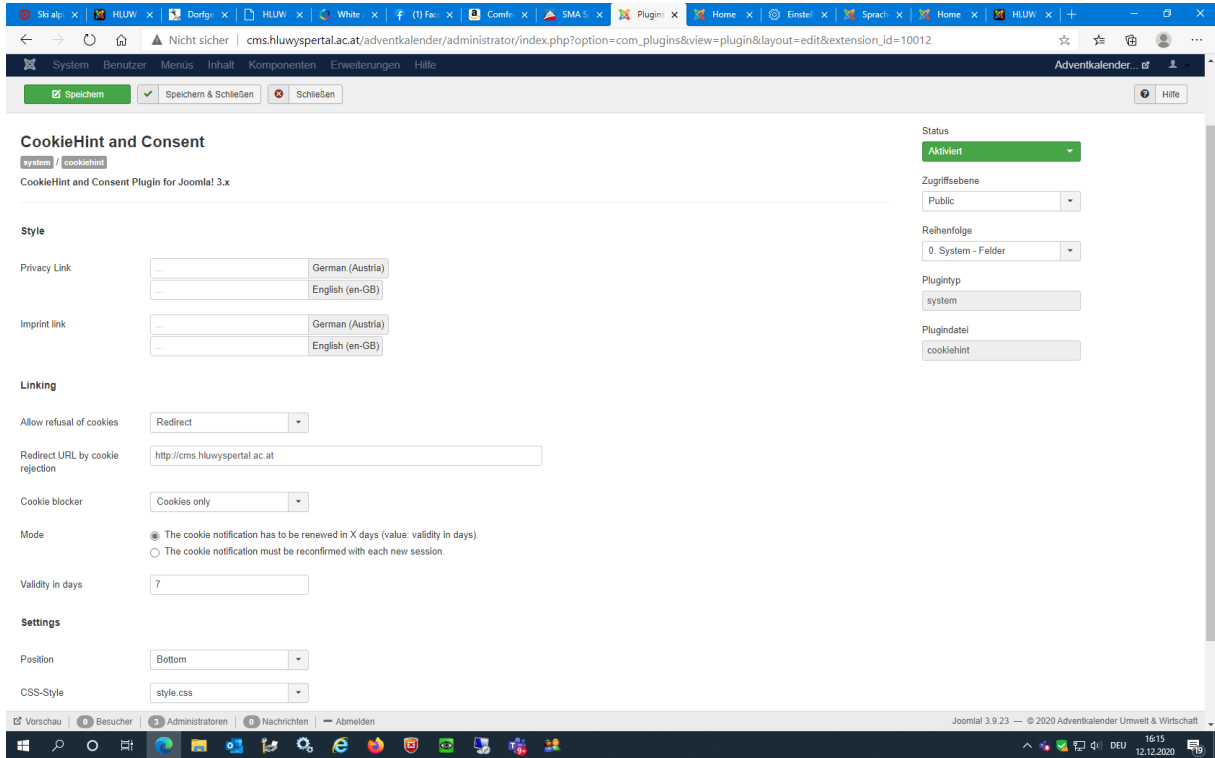 Ski alp
HLUW
Dorfge
HLUW
White
(1) Fac
Comfe
SMA S
Plugins
Home
Einstell
Sprach
Home
HLUW
Nicht sicher | cms.hluwyspertal.ac.at/adventkalender/administrator/index.php?option=com_plugins&view=plugin&layout=edit&extension_id=10012
System Benutzer Menüs Inhalt Komponenten Erweiterungen Hilfe
Adventkalender...
Speichern
Speichern & Schließen
Schließen
Hilfe
CookieHint and Consent
system / cookiehint
CookieHint and Consent Plugin for Joomla! 3.x
Style
Privacy Link
... German (Austria)
... English (en-GB)
Imprint link
... German (Austria)
... English (en-GB)
Linking
Allow refusal of cookies
Redirect
Redirect URL by cookie
rejection
http://cms.hluwyspertal.ac.at
Cookie blocker
Cookies only
Mode
The cookie notification has to be renewed in X days (value: validity in days).
The cookie notification must be reconfirmed with each new session.
Validity in days
7
Settings
Position
Bottom
CSS-Style
style.css
Status
Aktiviert
Zugriffsebene
Public
Reihenfolge
0. System - Felder
Plugintyp
system
Plugindatei
cookiehint
Vorschau | 0 Besucher | 3 Administratoren | 0 Nachrichten | Abmelden
Joomla! 3.9.23 — © 2020 Adventkalender Umwelt & Wirtschaft
DEU
16:15
12.12.2020